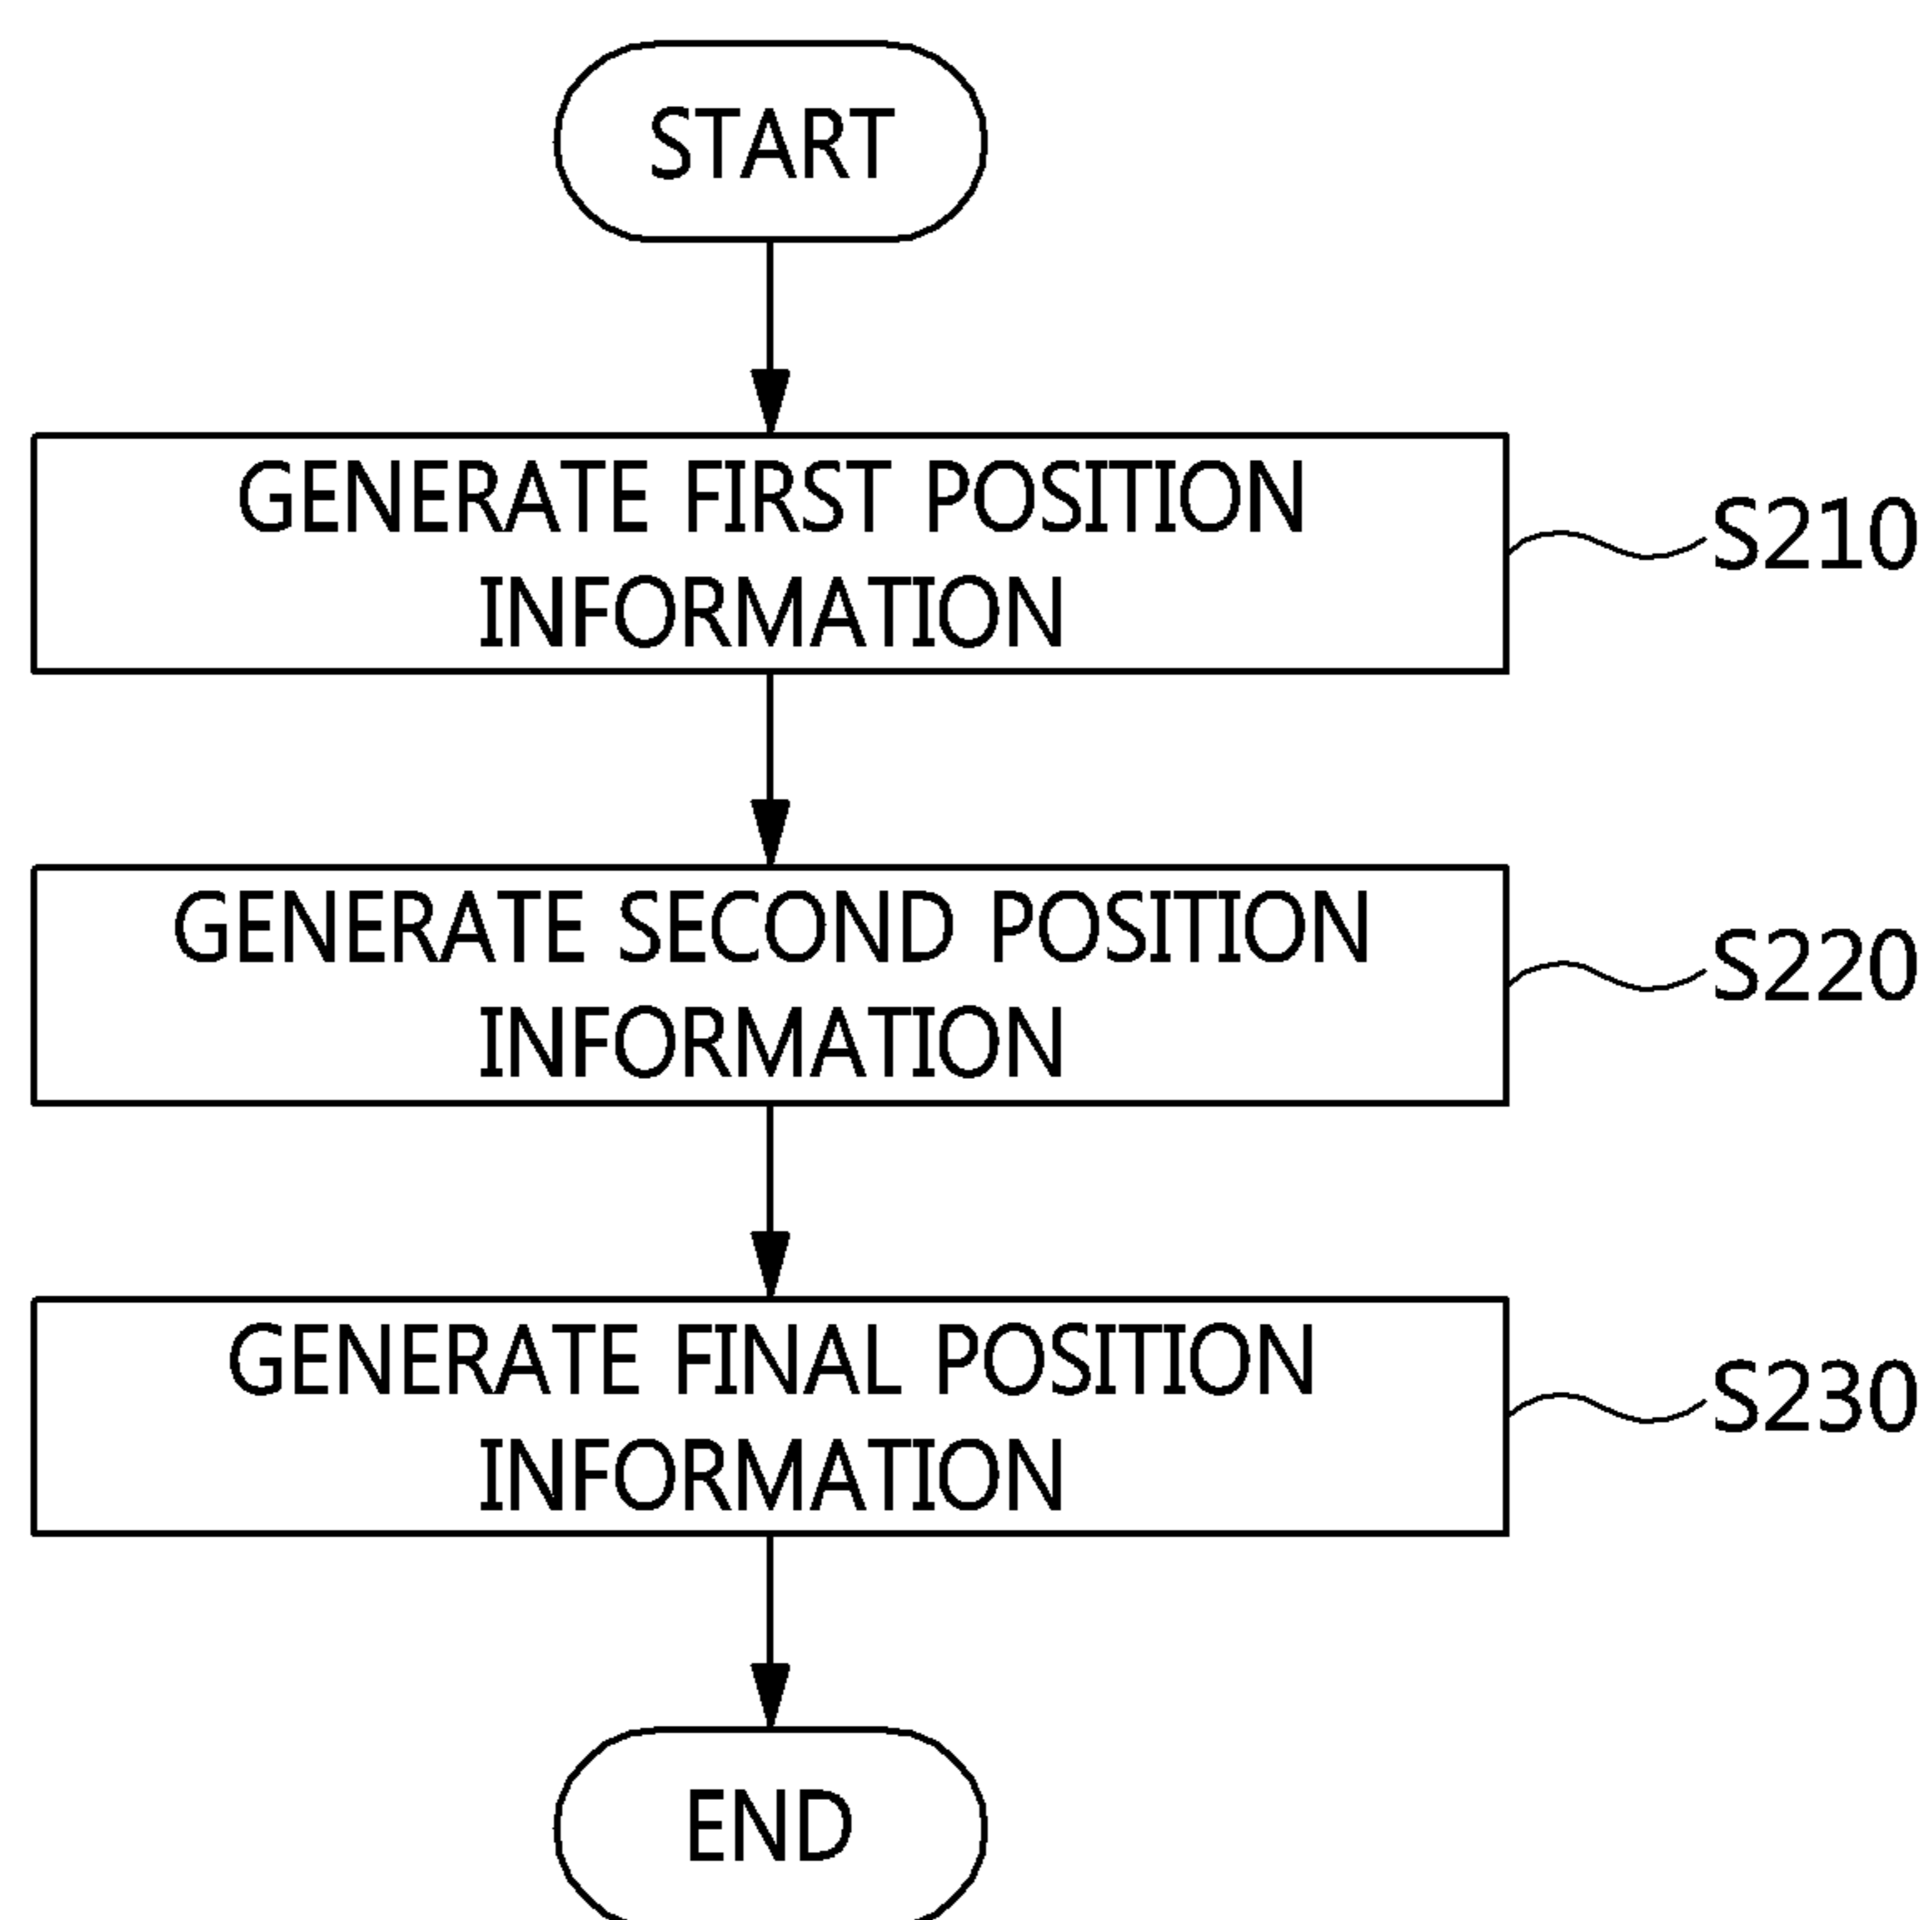 START
GENERATE FIRST POSITION
INFORMATION
S210
GENERATE SECOND POSITION
INFORMATION
S220
GENERATE FINAL POSITION
INFORMATION
S230
END